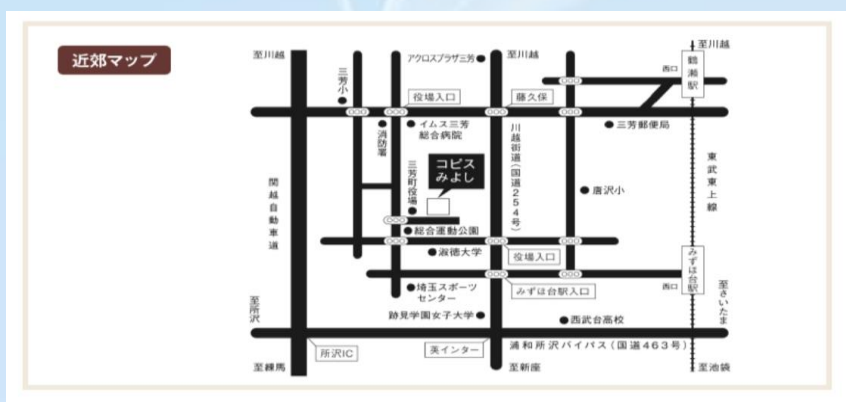 近郊マップ
至川越
アクロスプラザ三芳
至川越
至川越
西口
鶴瀬駅
三芳小
役場入口
藤久保
消防署
イムス三芳
総合病院
三芳郵便局
川越街道(国道254号)
東武東上線
コピス
みよし
三芳町役場
関越自動車道
唐沢小
総合運動公園
淑徳大学
役場入口
みずほ台駅
西口
埼玉スポーツ
センター
みずほ台駅入口
至さいたま
至所沢
跡見学園女子大学
西武台高校
浦和所沢バイパス(国道463号)
所沢IC
英インター
至練馬
至新座
至池袋